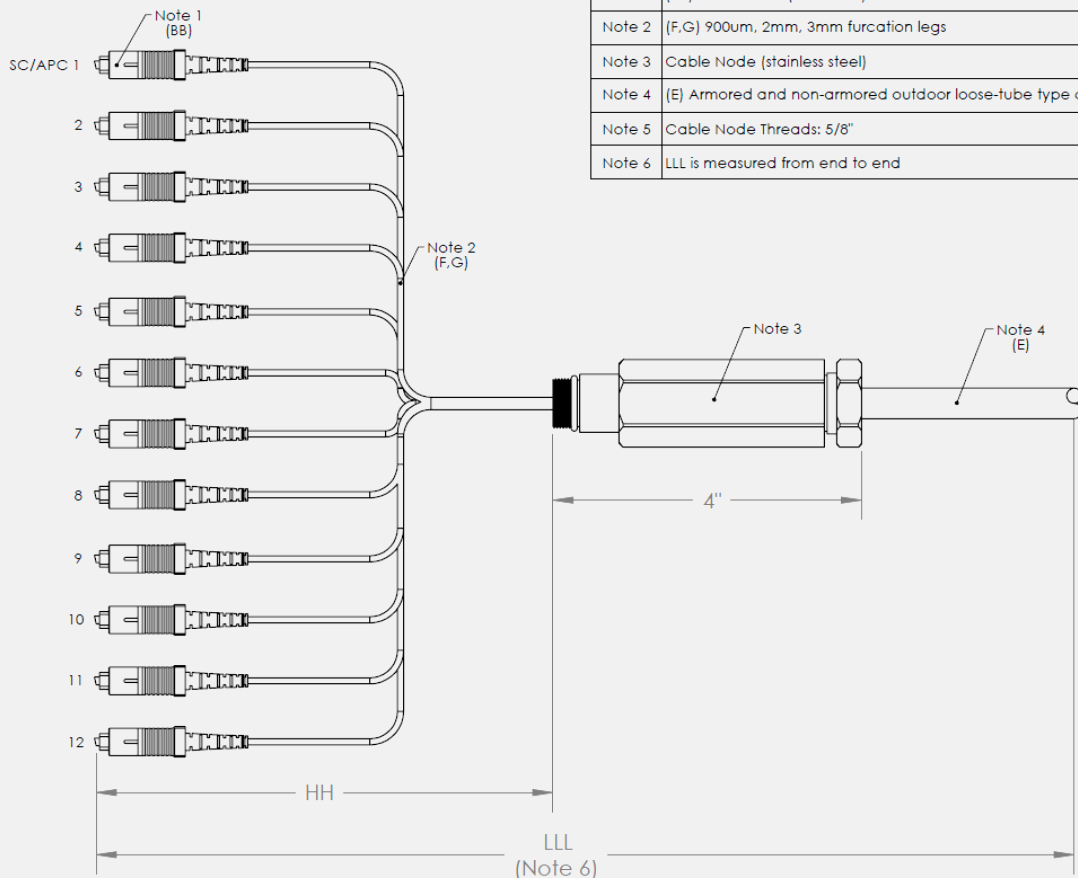 Note 1
(BB)
SC/APC 1
2
3
4
5
6
7
8
9
10
11
12
Note 2
(F,G)
Note 3
Note 4
(E)
4"
HH
LLL
(Note 6)
Note 2 (F,G) 900um, 2mm, 3mm furcation legs
Note 3 Cable Node (stainless steel)
Note 4 (E) Armored and non-armored outdoor loose-tube type
Note 5 Cable Node Threads: 5/8"
Note 6 LLL is measured from end to end